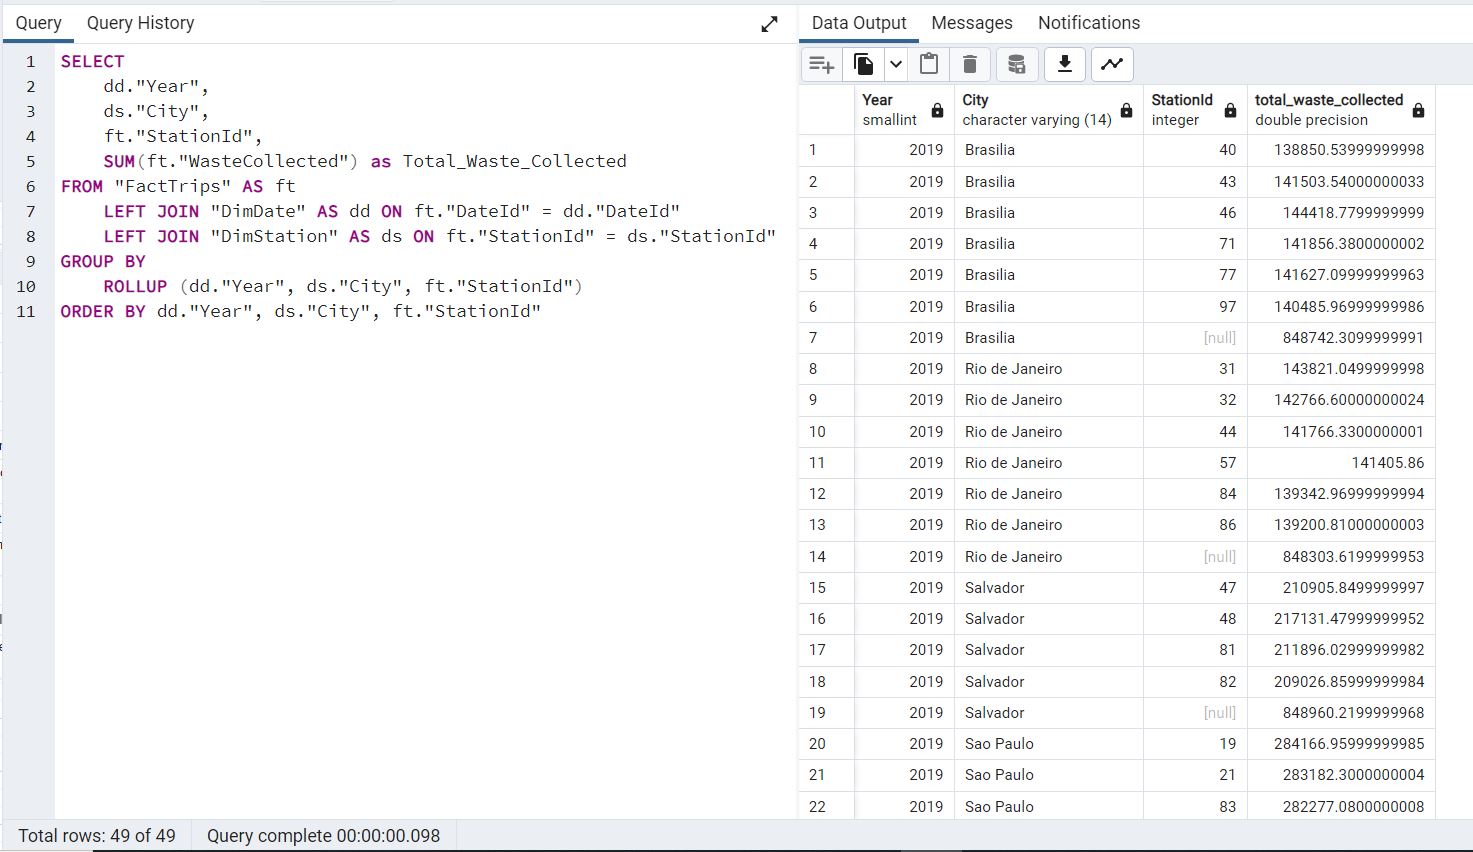 Query Query History
1 SELECT
2 dd."Year",
3 ds."City",
4 ft."StationId",
5 SUM(ft."WasteCollected") as Total_Waste_Collected
6 FROM "FactTrips" AS ft
7 LEFT JOIN "DimDate" AS dd ON ft."DateId" = dd."DateId"
8 LEFT JOIN "DimStation" AS ds ON ft."StationId" = ds."StationId"
9 GROUP BY
10 ROLLUP (dd."Year", ds."City", ft."StationId")
11 ORDER BY dd."Year", ds."City", ft."StationId"
Data Output Messages Notifications
Year City StationId total_waste_collected
smallint character varying (14) integer double precision
1 2019 Brasilia 40 138850.53999999998
2 2019 Brasilia 43 141503.54000000033
3 2019 Brasilia 46 144418.7799999999
4 2019 Brasilia 71 141856.3800000002
5 2019 Brasilia 77 141627.09999999963
6 2019 Brasilia 97 140485.96999999986
7 2019 Brasilia [null] 848742.3099999991
8 2019 Rio de Janeiro 31 143821.0499999998
9 2019 Rio de Janeiro 32 142766.60000000024
10 2019 Rio de Janeiro 44 141766.3300000001
11 2019 Rio de Janeiro 57 141405.86
12 2019 Rio de Janeiro 84 139342.96999999994
13 2019 Rio de Janeiro 86 139200.81000000003
14 2019 Rio de Janeiro [null] 848303.6199999953
15 2019 Salvador 47 210905.8499999997
16 2019 Salvador 48 217131.47999999952
17 2019 Salvador 81 211896.02999999982
18 2019 Salvador 82 209026.85999999984
19 2019 Salvador [null] 848960.2199999968
20 2019 Sao Paulo 19 284166.95999999985
21 2019 Sao Paulo 21 283182.3000000004
22 2019 Sao Paulo 83 282277.0800000008
Total rows: 49 of 49 Query complete 00:00:00.098